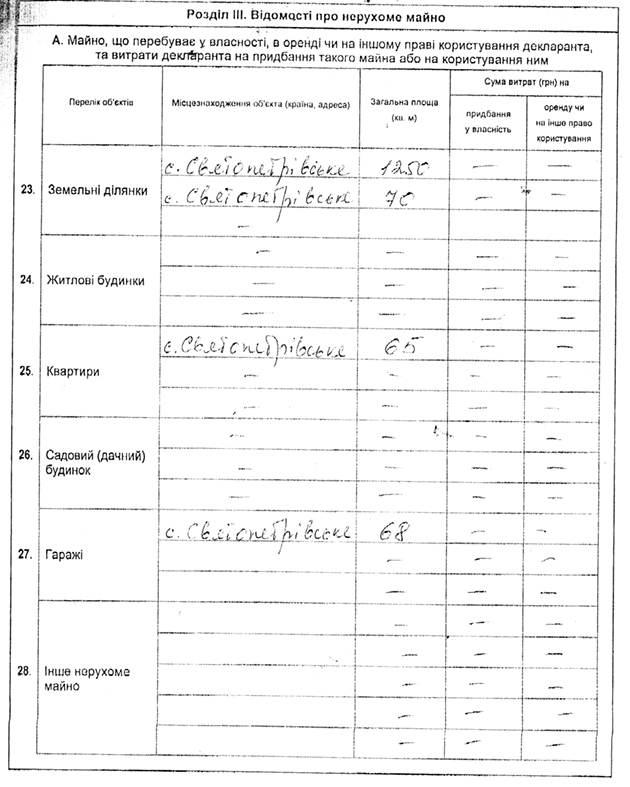 Розділ III. Відомості про нерухоме майно
А. Майно, що перебуває у власності, в оренді чи на іншому праві користування декларанта,
та витрати декларанта на придбання такого майна або на користування ним
Перелік об'єктів
Місцезнаходження об'єкта (країна, адреса)
Загальна площа
(кв. м)
Сума витрат (грн) на
придбання
у власність
оренду чи
на інше право
користування
23. Земельні ділянки
с. Святопетрівське 1250 — —
с. Святопетрівське 70 — —
—
24. Житлові будинки
— — — —
— — — —
— — — —
25. Квартири
с. Святопетрівське 65 — —
— — — —
— — — —
26. Садовий (дачний)
будинок
— — — —
— — — —
— — — —
27. Гаражі
с. Святопетрівське 68 — —
— — —
— — —
28. Інше нерухоме
майно
— —
— — —
— — —
— — —
— — —